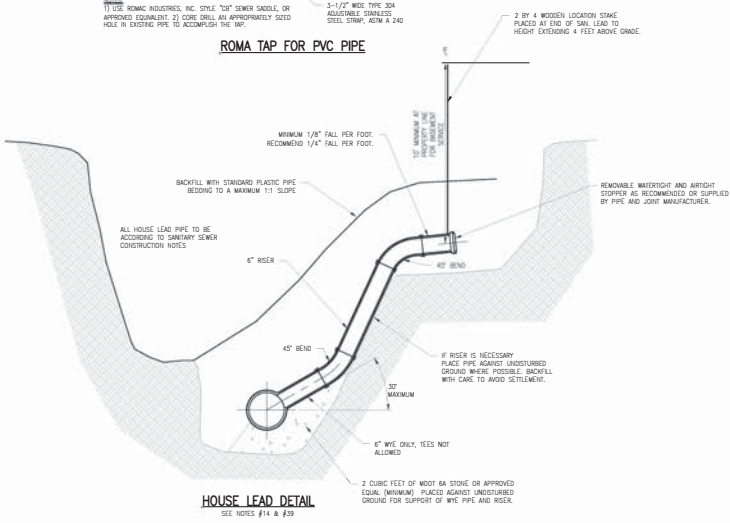 1) USE ROMAC INDUSTRIES, INC. STYLE "CB" SEWER SADDLE, OR
APPROVED EQUIVALENT. 2) CORE DRILL AN APPROPRIATELY SIZED
HOLE IN EXISTING PIPE TO ACCOMPLISH THE TAP.
3-1/2" WIDE TYPE 304
ADJUSTABLE STAINLESS
STEEL STRAP, ASTM A 240
ROMA TAP FOR PVC PIPE
2 BY 4 WOODEN LOCATION STAKE
PLACED AT END OF SAN. LEAD TO
HEIGHT EXTENDING 4 FEET ABOVE GRADE.
10' MINIMUM AT
PROPERTY LINE
FOR BASEMENT
SERVICE
MINIMUM 1/8" FALL PER FOOT.
RECOMMEND 1/4" FALL PER FOOT.
BACKFILL WITH STANDARD PLASTIC PIPE
BEDDING TO A MAXIMUM 1:1 SLOPE
REMOVABLE WATERTIGHT AND AIRTIGHT
STOPPER AS RECOMMENDED OR SUPPLIED
BY PIPE AND JOINT MANUFACTURER.
ALL HOUSE LEAD PIPE TO BE
ACCORDING TO SANITARY SEWER
CONSTRUCTION NOTES
6" RISER
45° BEND
45° BEND
IF RISER IS NECESSARY
PLACE PIPE AGAINST UNDISTURBED
GROUND WHERE POSSIBLE. BACKFILL
WITH CARE TO AVOID SETTLEMENT.
30°
MAXIMUM
6" WYE ONLY, TEES NOT
ALLOWED
2 CUBIC FEET OF MDOT 6A STONE OR APPROVED
EQUAL (MINIMUM) PLACED AGAINST UNDISTURBED
GROUND FOR SUPPORT OF WYE PIPE AND RISER.
HOUSE LEAD DETAIL
SEE NOTES #14 & #39